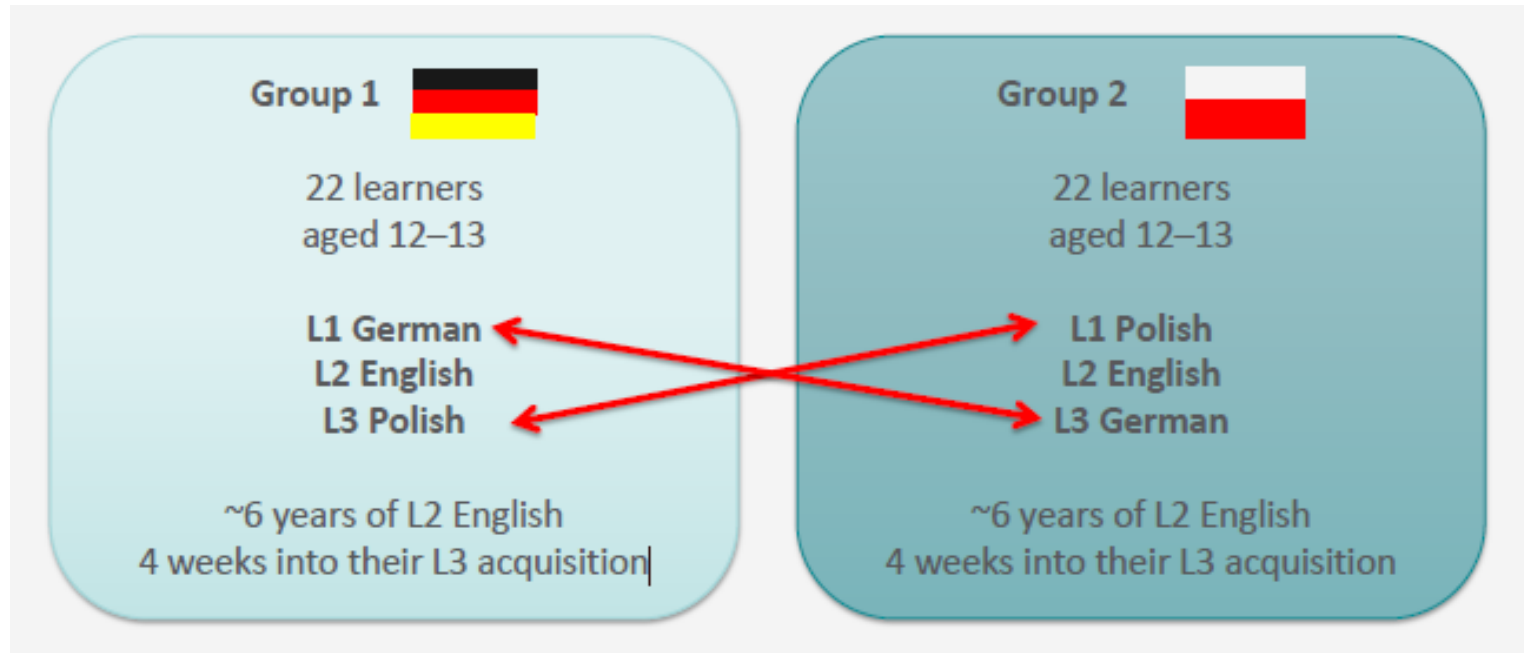 Group 1
22 learners
aged 12–13
L1 German
L2 English
L3 Polish
~6 years of L2 English
4 weeks into their L3 acquisition
Group 2
22 learners
aged 12–13
L1 Polish
L2 English
L3 German
~6 years of L2 English
4 weeks into their L3 acquisition